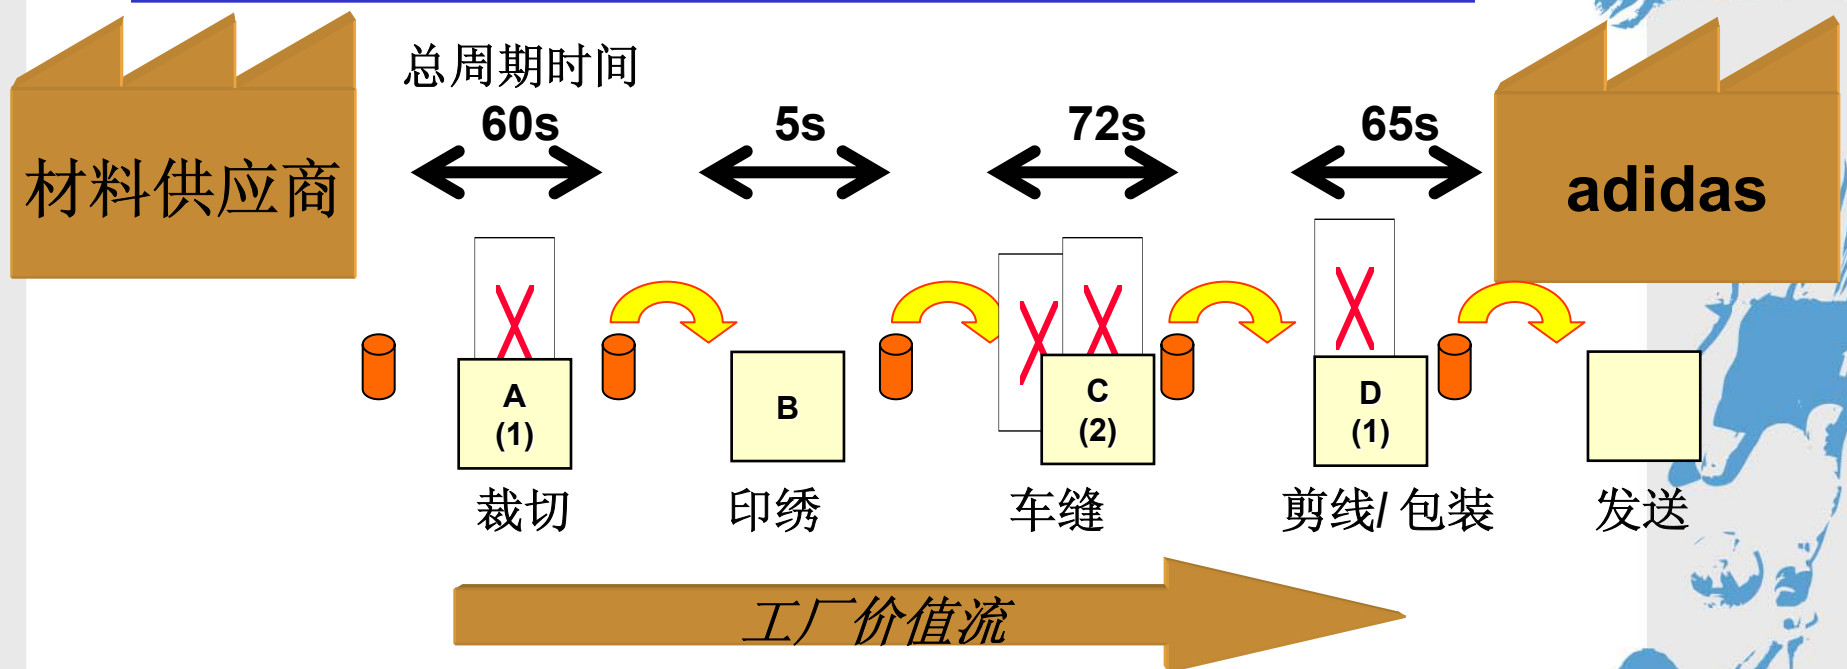 总周期时间
60s
5s
72s
65s
材料供应商
adidas
A
(1)
B
C
(2)
D
(1)
裁切
印绣
车缝
剪线/ 包装
发送
工厂价值流